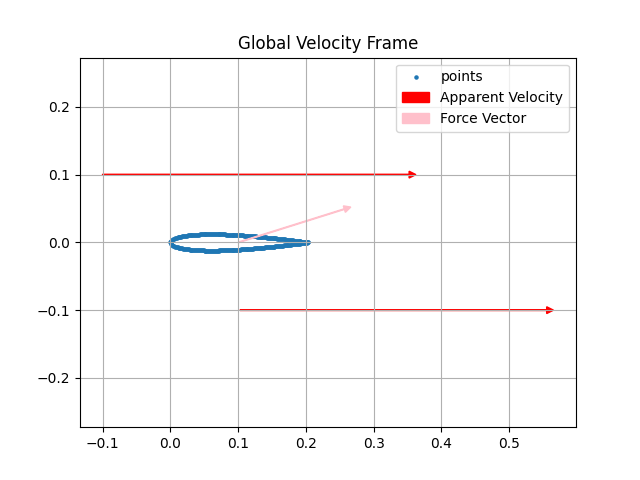 Global Velocity Frame
points
Apparent Velocity
Force Vector
0.2
0.1
0.0
−0.1
−0.2
−0.1 0.0 0.1 0.2 0.3 0.4 0.5